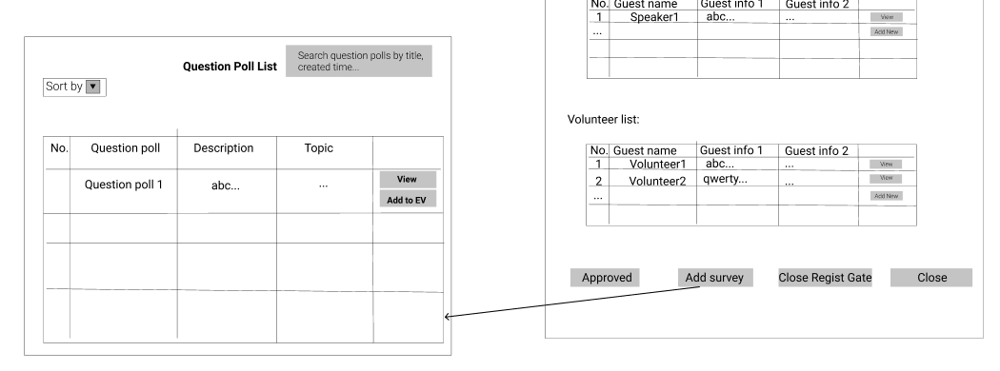 Question Poll List
Search question polls by title,
created time...
Sort by
No. Question poll Description Topic
Question poll 1 abc... ... View
Add to EV
No. Guest name Guest info 1 Guest info 2
1 Speaker1 abc... ... View
... Add New
Volunteer list:
No. Guest name Guest info 1 Guest info 2
1 Volunteer1 abc... ... View
2 Volunteer2 qwerty... ... View
... Add New
Approved Add survey Close Regist Gate Close